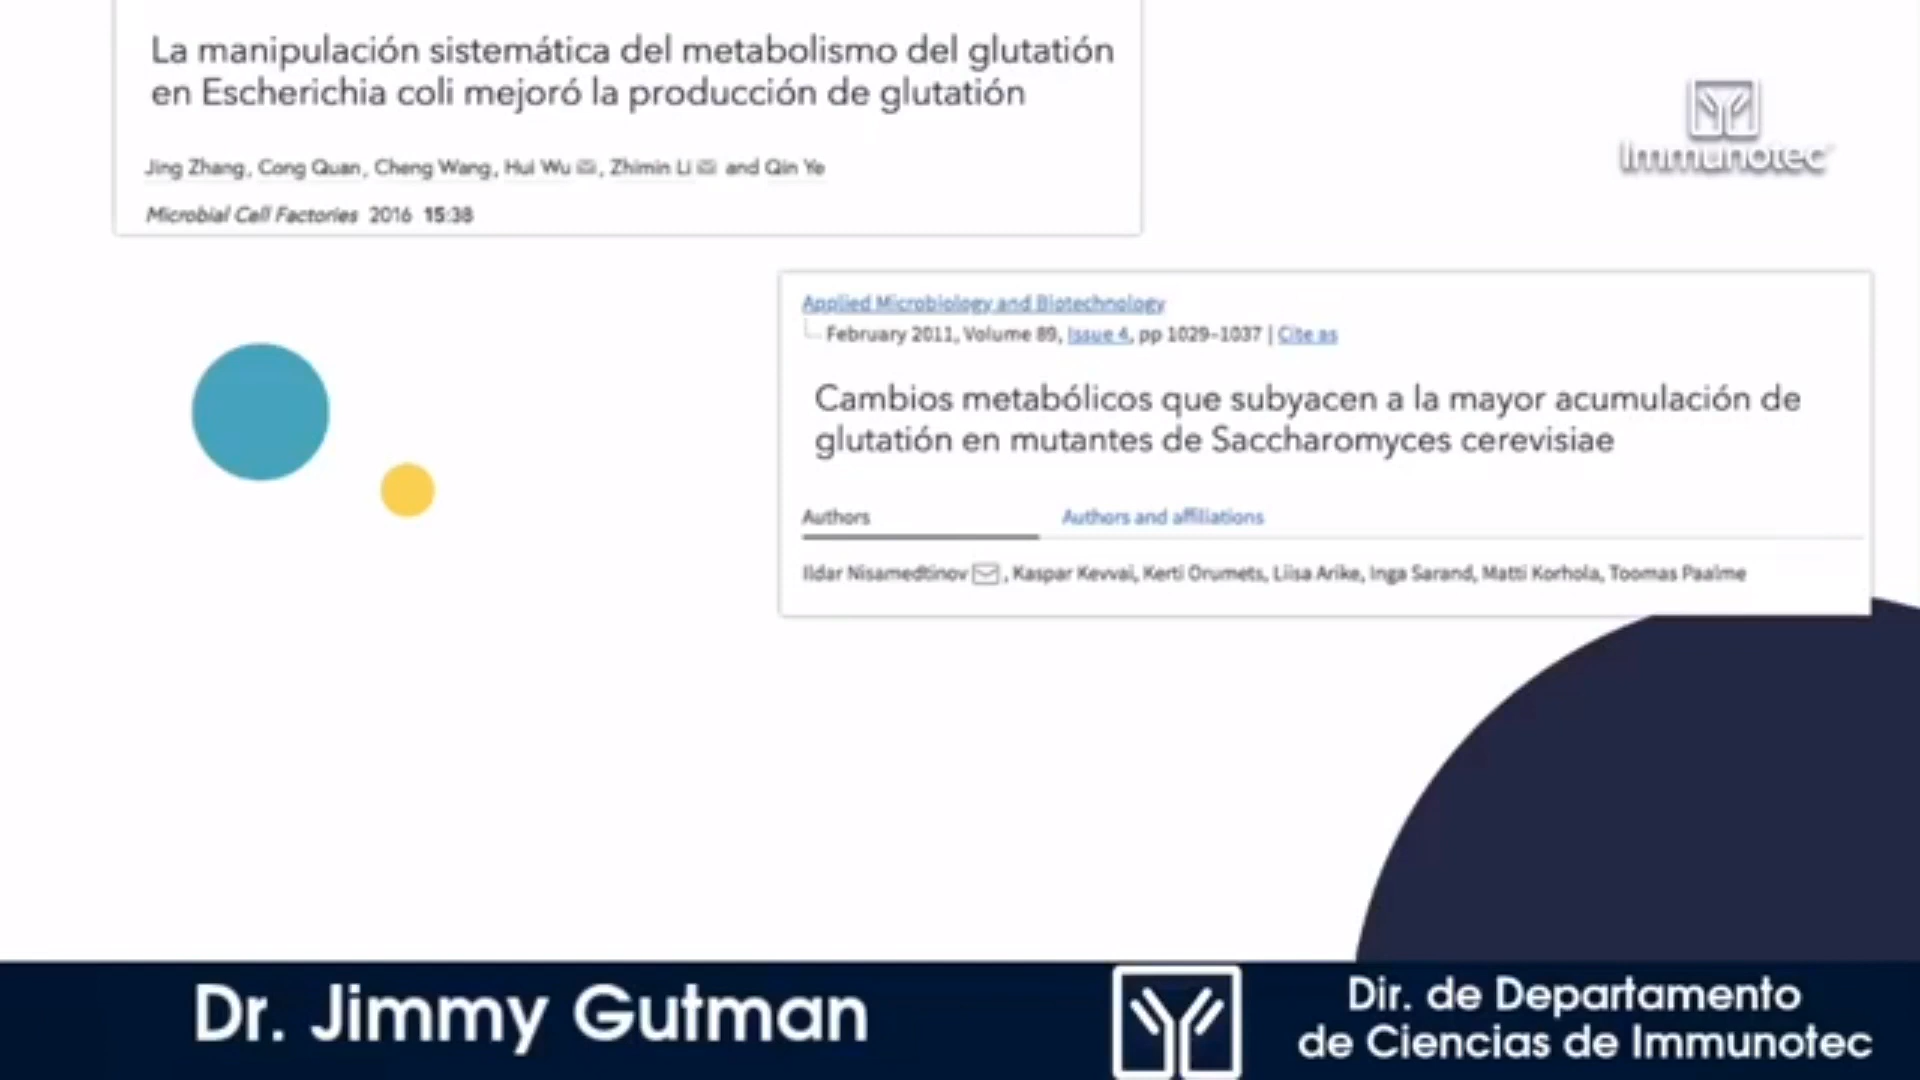 La manipulación sistemática del metabolismo del glutatión
en Escherichia coli mejoró la producción de glutatión
Jing Zhang, Cong Quan, Cheng Wang, Hui Wu, Zhimin Li and Qin Ye
Microbial Cell Factories 2016 15:38
Immunotec
Applied Microbiology and Biotechnology
February 2011, Volume 89, Issue 4, pp 1029–1037 | Cite as
Cambios metabólicos que subyacen a la mayor acumulación de
glutatión en mutantes de Saccharomyces cerevisiae
Authors Authors and affiliations
Ildar Nisamedtinov, Kaspar Kevvai, Kerti Orumets, Liisa Arike, Inga Sarand, Matti Korhola, Toomas Paalme
Dr. Jimmy Gutman
Dir. de Departamento
de Ciencias de Immunotec